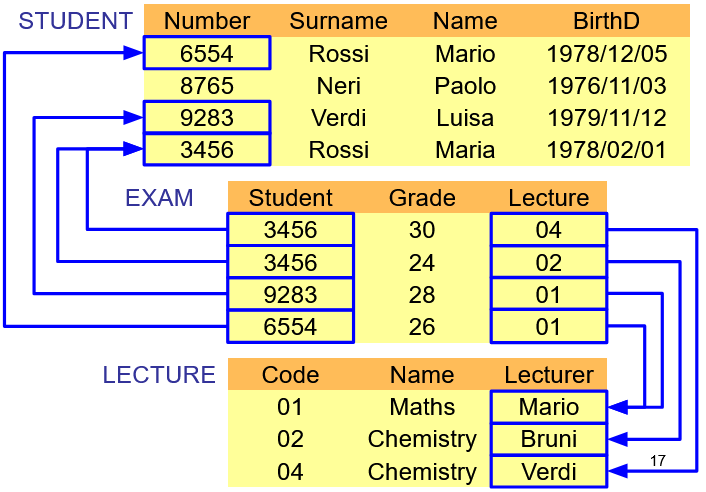 STUDENT Number Surname Name BirthD
6554 Rossi Mario 1978/12/05
8765 Neri Paolo 1976/11/03
9283 Verdi Luisa 1979/11/12
3456 Rossi Maria 1978/02/01
EXAM Student Grade Lecture
3456 30 04
3456 24 02
9283 28 01
6554 26 01
LECTURE Code Name Lecturer
01 Maths Mario
02 Chemistry Bruni
04 Chemistry Verdi
17